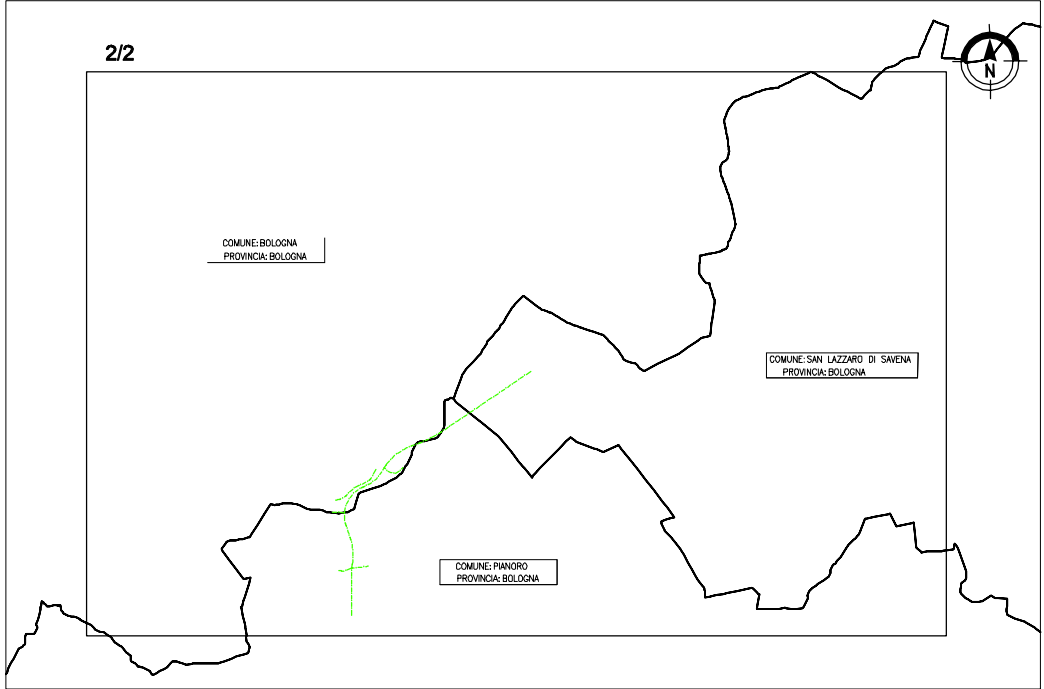 2/2
N
COMUNE: BOLOGNA
PROVINCIA: BOLOGNA
COMUNE: SAN LAZZARO DI SAVENA
PROVINCIA: BOLOGNA
COMUNE: PIANORO
PROVINCIA: BOLOGNA